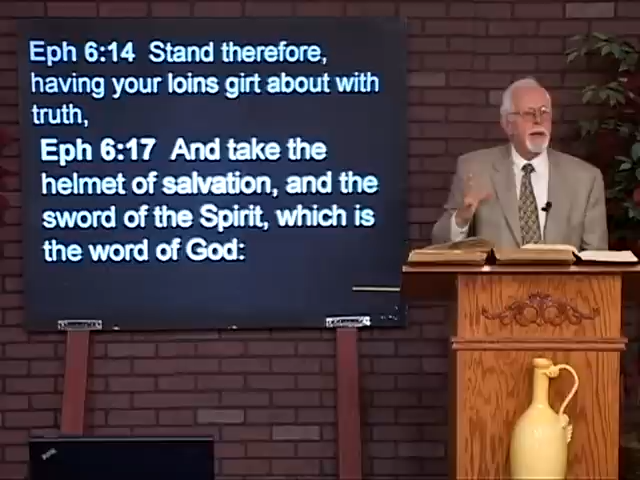 Eph 6:14 Stand therefore,
having your loins girt about with
truth,
Eph 6:17 And take the
helmet of salvation, and the
sword of the Spirit, which is
the word of God: